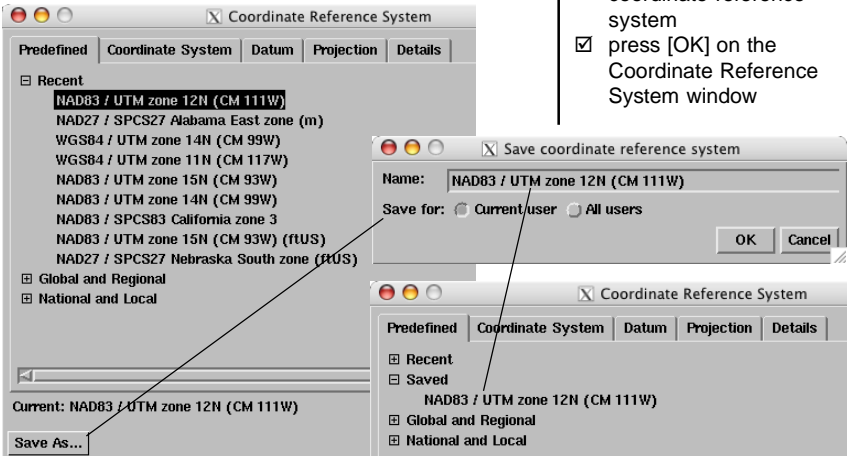 coordinate reference
system
☑ press [OK] on the
Coordinate Reference
System window
X Coordinate Reference System
Predefined Coordinate System Datum Projection Details
⊟ Recent
NAD83 / UTM zone 12N (CM 111W)
NAD27 / SPCS27 Alabama East zone (m)
WGS84 / UTM zone 14N (CM 99W)
WGS84 / UTM zone 11N (CM 117W)
NAD83 / UTM zone 15N (CM 93W)
NAD83 / UTM zone 14N (CM 99W)
NAD83 / SPCS83 California zone 3
NAD83 / UTM zone 15N (CM 93W) (ftUS)
NAD27 / SPCS27 Nebraska South zone (ftUS)
⊞ Global and Regional
⊞ National and Local
Current: NAD83 / UTM zone 12N (CM 111W)
Save As...
X Save coordinate reference system
Name: NAD83 / UTM zone 12N (CM 111W)
Save for: Current user All users
OK Cancel
X Coordinate Reference System
Predefined Coordinate System Datum Projection Details
⊞ Recent
⊟ Saved
NAD83 / UTM zone 12N (CM 111W)
⊞ Global and Regional
⊞ National and Local